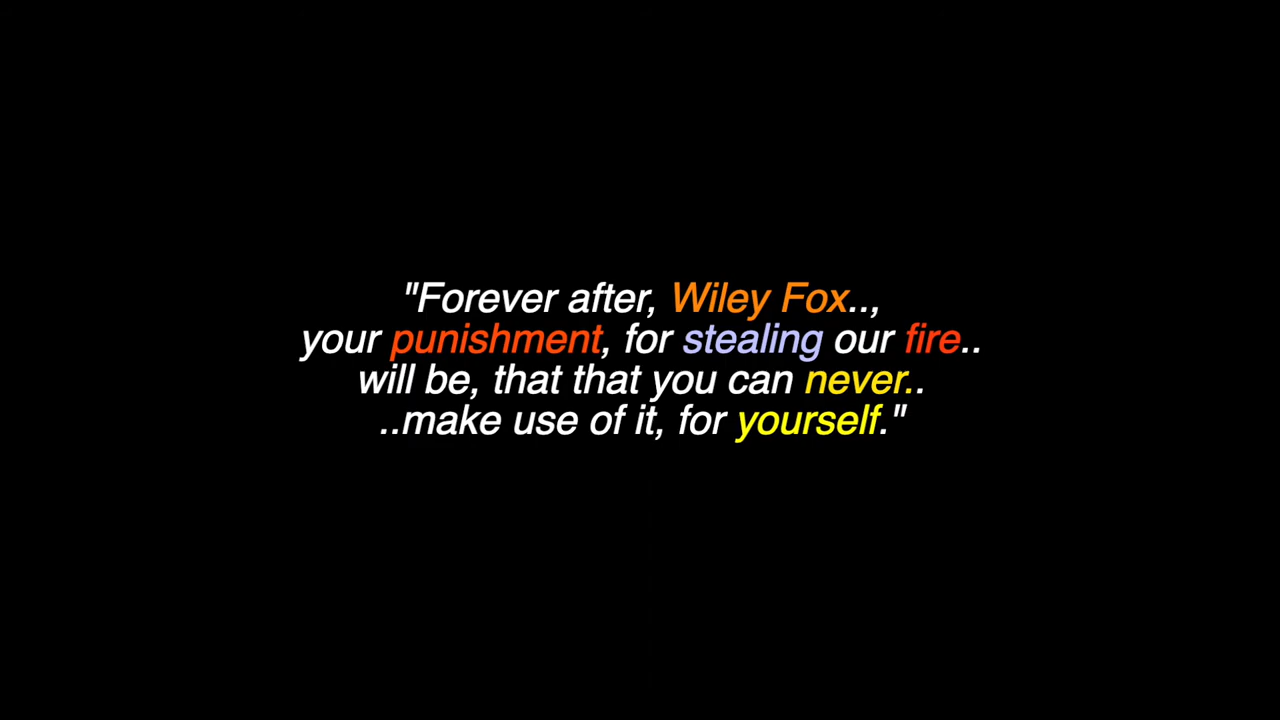 "Forever after, Wiley Fox..,
your punishment, for stealing our fire..
will be, that that you can never..
..make use of it, for yourself."